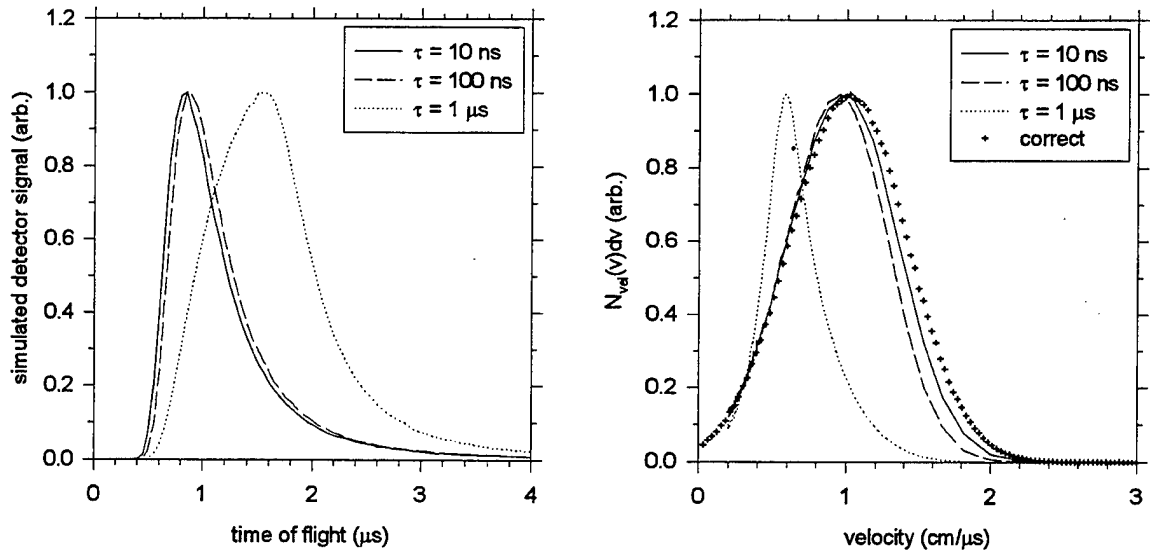 1.2
1.0
0.8
0.6
0.4
0.2
0.0
simulated detector signal (arb.)
τ = 10 ns
τ = 100 ns
τ = 1 μs
0
1
2
3
4
time of flight (μs)
1.2
1.0
0.8
0.6
0.4
0.2
0.0
N_vel(v)dv (arb.)
τ = 10 ns
τ = 100 ns
τ = 1 μs
correct
0
1
2
3
velocity (cm/μs)